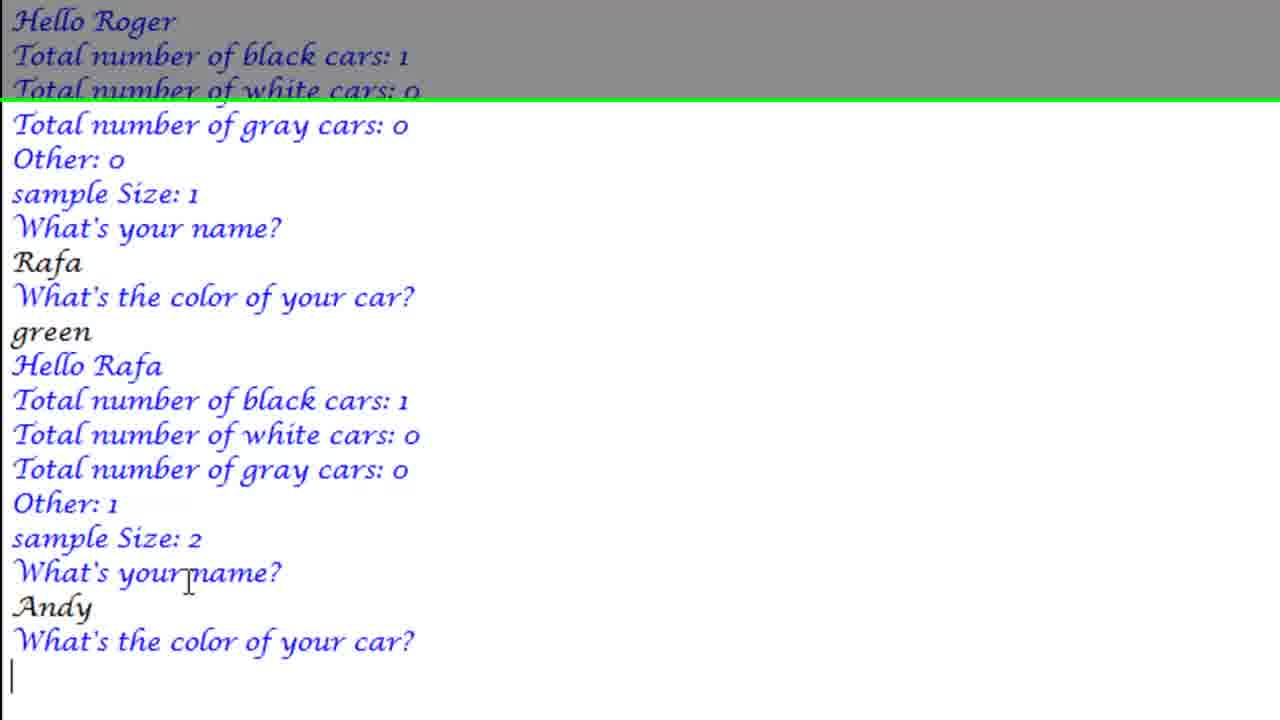 Hello Roger
Total number of black cars: 1
Total number of white cars: 0
Total number of gray cars: 0
Other: 0
sample Size: 1
What's your name?
Rafa
What's the color of your car?
green
Hello Rafa
Total number of black cars: 1
Total number of white cars: 0
Total number of gray cars: 0
Other: 1
sample Size: 2
What's your name?
Andy
What's the color of your car?